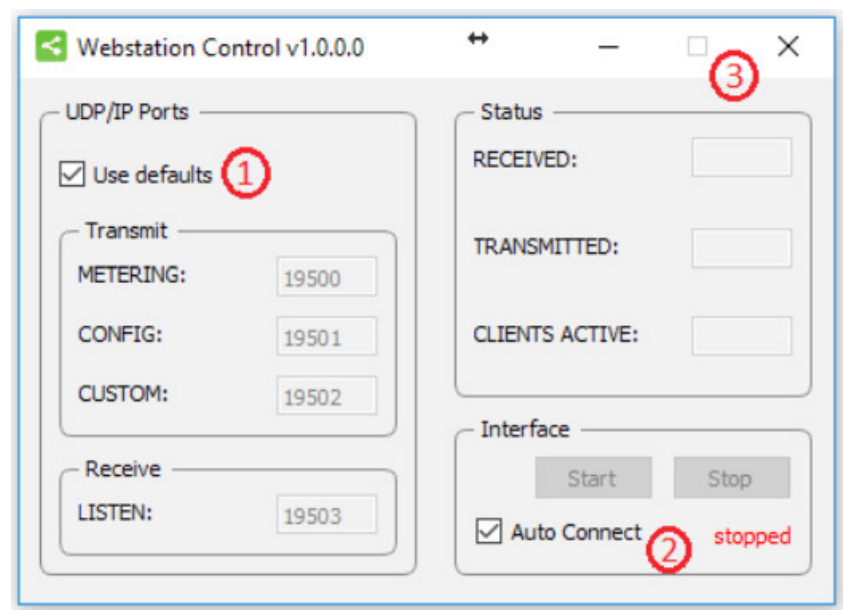 Webstation Control v1.0.0.0
3
UDP/IP Ports
Use defaults 1
Transmit
METERING: 19500
CONFIG: 19501
CUSTOM: 19502
Receive
LISTEN: 19503
Status
RECEIVED:
TRANSMITTED:
CLIENTS ACTIVE:
Interface
Start Stop
Auto Connect 2 stopped